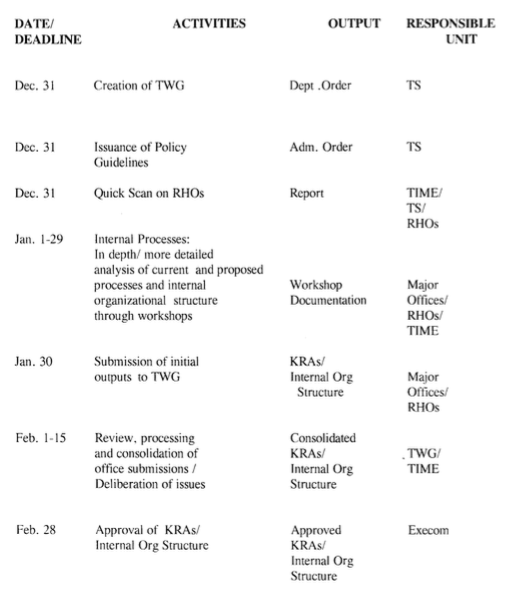 DATE/ ACTIVITIES OUTPUT RESPONSIBLE
DEADLINE UNIT
Dec. 31 Creation of TWG Dept .Order TS
Dec. 31 Issuance of Policy Adm. Order TS
Guidelines
Dec. 31 Quick Scan on RHOs Report TIME/
TS/
RHOs
Jan. 1-29 Internal Processes:
In depth/ more detailed
analysis of current and proposed
processes and internal Workshop Major
organizational structure Documentation Offices/
through workshops RHOs/
TIME
Jan. 30 Submission of initial KRAs/
outputs to TWG Internal Org Major
Structure Offices/
RHOs
Feb. 1-15 Review, processing Consolidated
and consolidation of KRAs/ TWG/
office submissions / Internal Org TIME
Deliberation of issues Structure
Feb. 28 Approval of KRAs/ Approved Execom
Internal Org Structure KRAs/
Internal Org
Structure